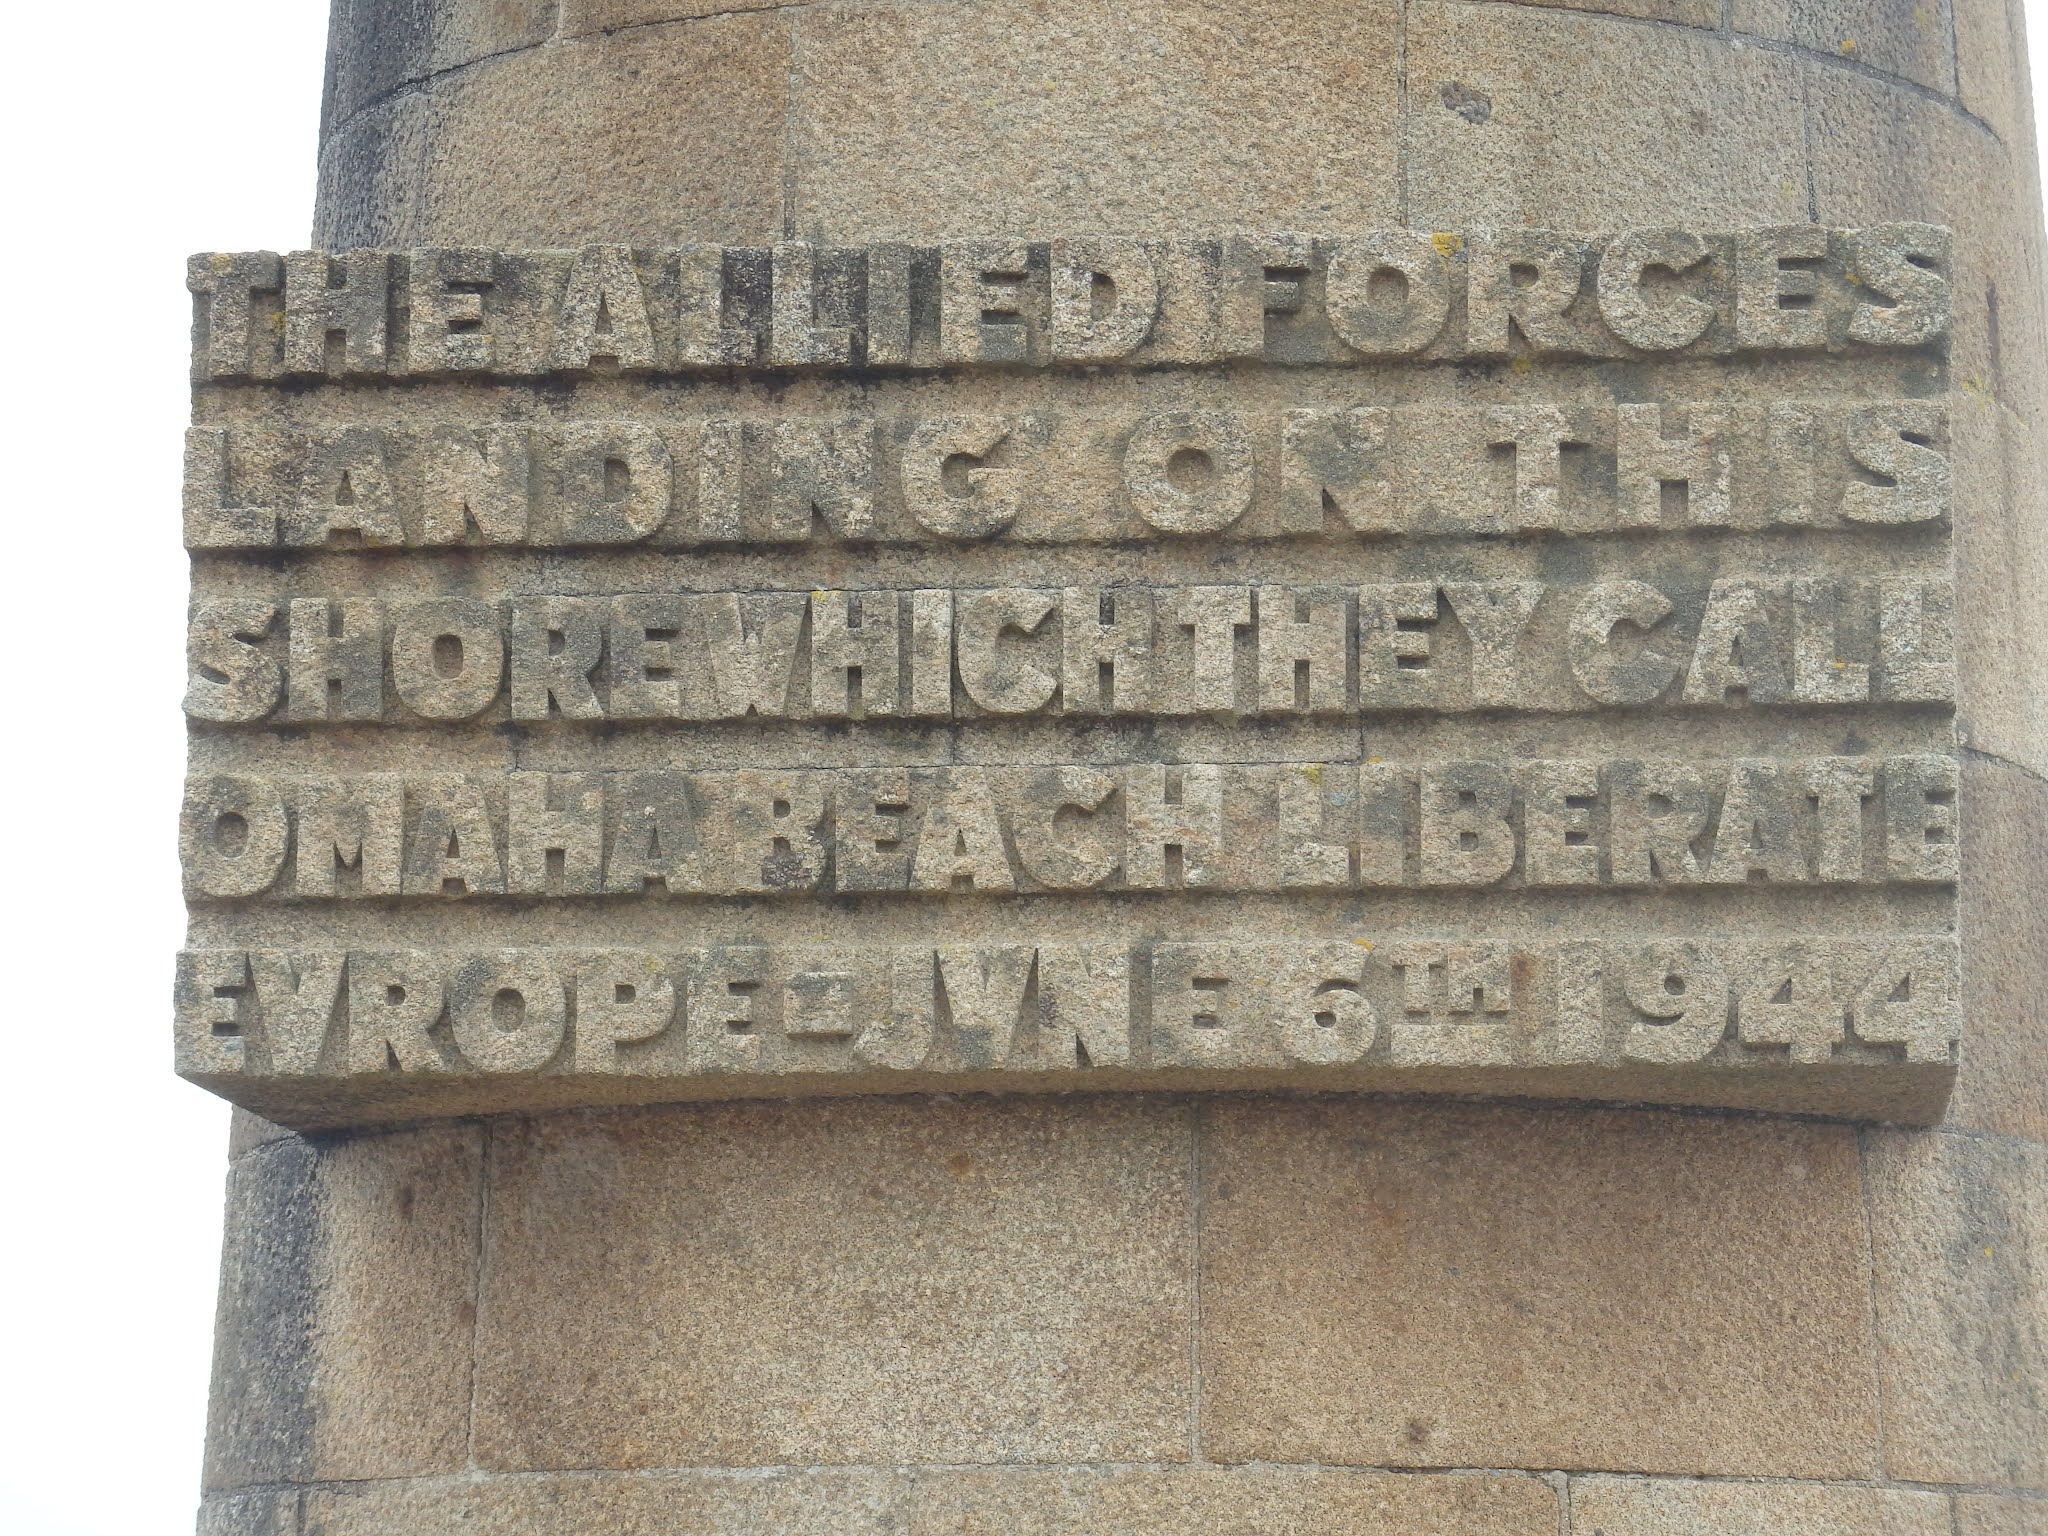 THE ALLIED FORCES
LANDING ON THIS
SHORE WHICH THEY CALL
OMAHA BEACH LIBERATE
EVROPE - JVNE 6TH 1944